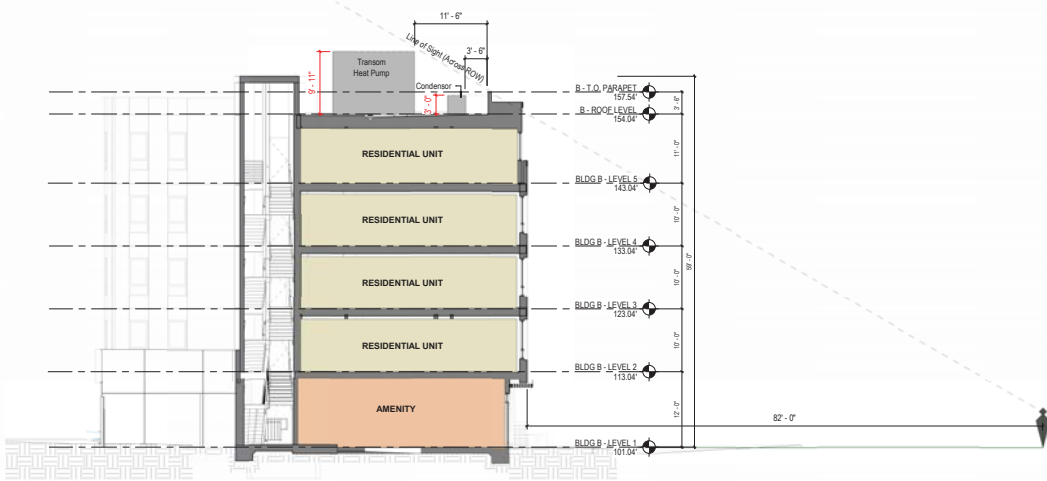 11' - 6"
Line of Sight (Across ROW)
3' - 6"
Transom
Heat Pump
9' - 11"
Condensor
3' - 0"
B - T.O. PARAPET
157.54'
3' - 6"
B - ROOF LEVEL
154.04'
11' - 0"
RESIDENTIAL UNIT
BLDG B - LEVEL 5
143.04'
10' - 0"
RESIDENTIAL UNIT
BLDG B - LEVEL 4
133.04'
59' - 0"
10' - 0"
RESIDENTIAL UNIT
BLDG B - LEVEL 3
123.04'
10' - 0"
RESIDENTIAL UNIT
BLDG B - LEVEL 2
113.04'
12' - 0"
AMENITY
82' - 0"
BLDG B - LEVEL 1
101.04'